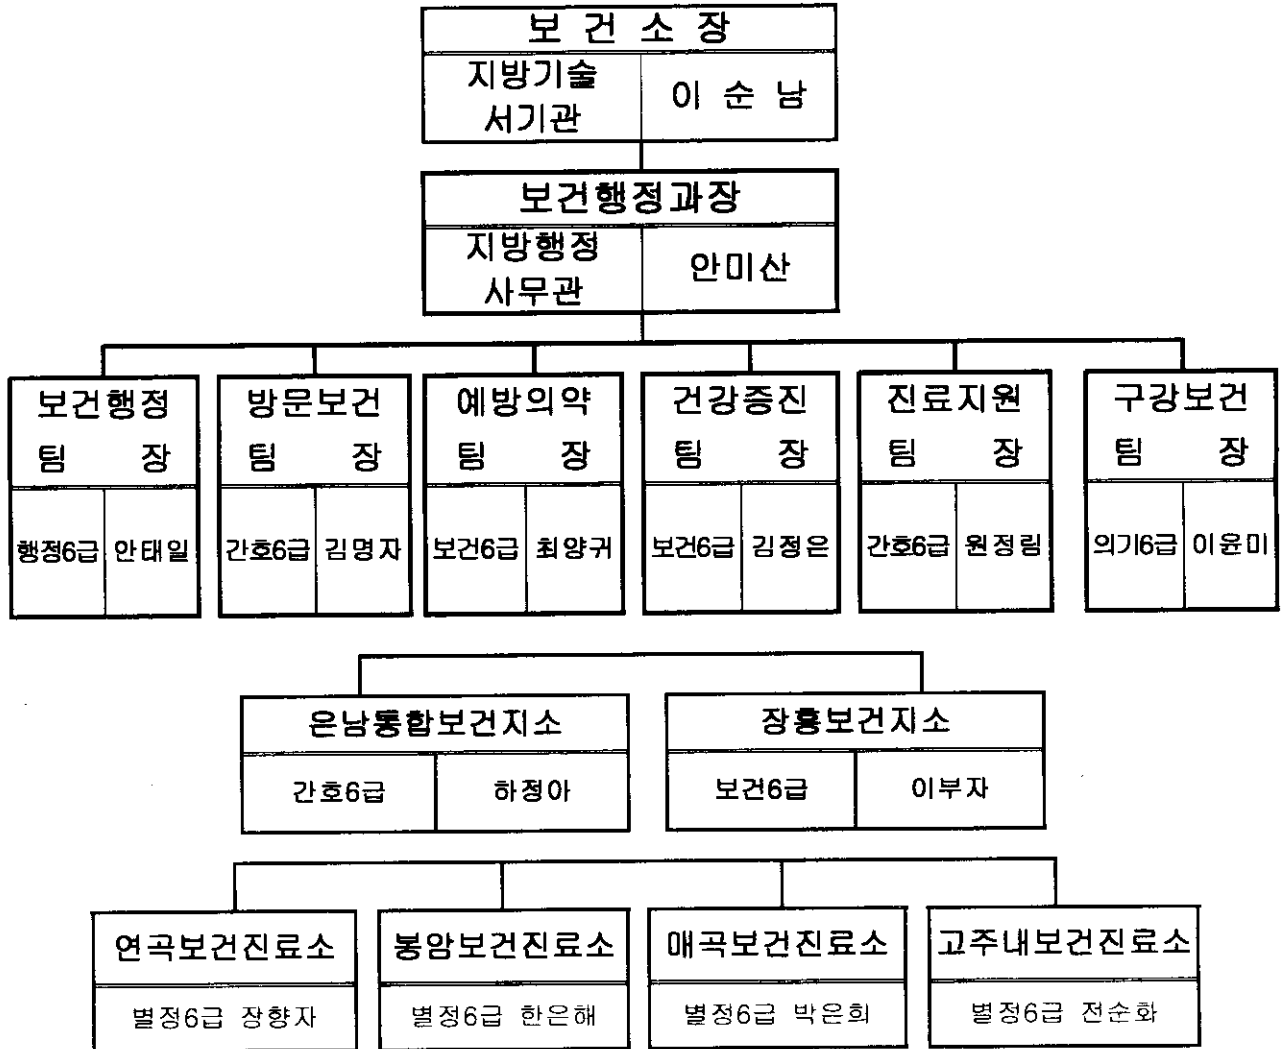 보 건 소 장
지방기술
서기관
이 순 남
보건행정과장
지방행정
사무관
안미산
보건행정
팀 장
행정6급 안태일
방문보건
팀 장
간호6급 김명자
예방의약
팀 장
보건6급 최양귀
건강증진
팀 장
보건6급 김정은
진료지원
팀 장
간호6급 원정림
구강보건
팀 장
의기6급 이윤미
은남통합보건지소
간호6급 하정아
장흥보건지소
보건6급 이부자
연곡보건진료소
별정6급 장향자
봉암보건진료소
별정6급 한은해
매곡보건진료소
별정6급 박은희
고주내보건진료소
별정6급 전순화